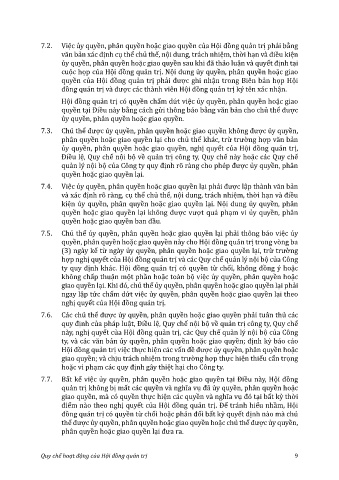 7.2. Việc ủy quyền, phân quyền hoặc giao quyền của Hội đồng quản trị phải bằng
văn bản xác định cụ thể chủ thể, nội dung, trách nhiệm, thời hạn và điều kiện
ủy quyền, phân quyền hoặc giao quyền sau khi đã thảo luận và quyết định tại
cuộc họp của Hội đồng quản trị. Nội dung ủy quyền, phân quyền hoặc giao
quyền của Hội đồng quản trị phải được ghi nhận trong Biên bản họp Hội
đồng quản trị và được các thành viên Hội đồng quản trị ký tên xác nhận.
Hội đồng quản trị có quyền chấm dứt việc ủy quyền, phân quyền hoặc giao
quyền tại Điều này bằng cách gửi thông báo bằng văn bản cho chủ thể được
ủy quyền, phân quyền hoặc giao quyền.
7.3. Chủ thể được ủy quyền, phân quyền hoặc giao quyền không được ủy quyền,
phân quyền hoặc giao quyền lại cho chủ thể khác, trừ trường hợp văn bản
ủy quyền, phân quyền hoặc giao quyền, nghị quyết của Hội đồng quản trị,
Điều lệ, Quy chế nội bộ về quản trị công ty, Quy chế này hoặc các Quy chế
quản lý nội bộ của Công ty quy định rõ ràng cho phép được ủy quyền, phân
quyền hoặc giao quyền lại.
7.4. Việc ủy quyền, phân quyền hoặc giao quyền lại phải được lập thành văn bản
và xác định rõ ràng, cụ thể chủ thể, nội dung, trách nhiệm, thời hạn và điều
kiện ủy quyền, phân quyền hoặc giao quyền lại. Nội dung ủy quyền, phân
quyền hoặc giao quyền lại không được vượt quá phạm vi ủy quyền, phân
quyền hoặc giao quyền ban đầu.
7.5. Chủ thể ủy quyền, phân quyền hoặc giao quyền lại phải thông báo việc ủy
quyền, phân quyền hoặc giao quyền này cho Hội đồng quản trị trong vòng ba
(3) ngày kể từ ngày ủy quyền, phân quyền hoặc giao quyền lại, trừ trường
hợp nghị quyết của Hội đồng quản trị và các Quy chế quản lý nội bộ của Công
ty quy định khác. Hội đồng quản trị có quyền từ chối, không đồng ý hoặc
không chấp thuận một phần hoặc toàn bộ việc ủy quyền, phân quyền hoặc
giao quyền lại. Khi đó, chủ thể ủy quyền, phân quyền hoặc giao quyền lại phải
ngay lập tức chấm dứt việc ủy quyền, phân quyền hoặc giao quyền lại theo
nghị quyết của Hội đồng quản trị.
7.6. Các chủ thể được ủy quyền, phân quyền hoặc giao quyền phải tuân thủ các
quy định của pháp luật, Điều lệ, Quy chế nội bộ về quản trị công ty, Quy chế
này, nghị quyết của Hội đồng quản trị, các Quy chế quản lý nội bộ của Công
ty, và các văn bản ủy quyền, phân quyền hoặc giao quyền; định kỳ báo cáo
Hội đồng quản trị việc thực hiện các vấn đề được ủy quyền, phân quyền hoặc
giao quyền; và chịu trách nhiệm trong trường hợp thực hiện thiếu cẩn trọng
hoặc vi phạm các quy định gây thiệt hại cho Công ty.
7.7. Bất kể việc ủy quyền, phân quyền hoặc giao quyền tại Điều này, Hội đồng
quản trị không bị mất các quyền và nghĩa vụ đã ủy quyền, phân quyền hoặc
giao quyền, mà có quyền thực hiện các quyền và nghĩa vụ đó tại bất kỳ thời
điểm nào theo nghị quyết của Hội đồng quản trị. Để tránh hiểu nhầm, Hội
đồng quản trị có quyền từ chối hoặc phản đối bất kỳ quyết định nào mà chủ
thể được ủy quyền, phân quyền hoặc giao quyền hoặc chủ thể được ủy quyền,
phân quyền hoặc giao quyền lại đưa ra.
Quy chế hoạt động của Hội đồng quản trị 9